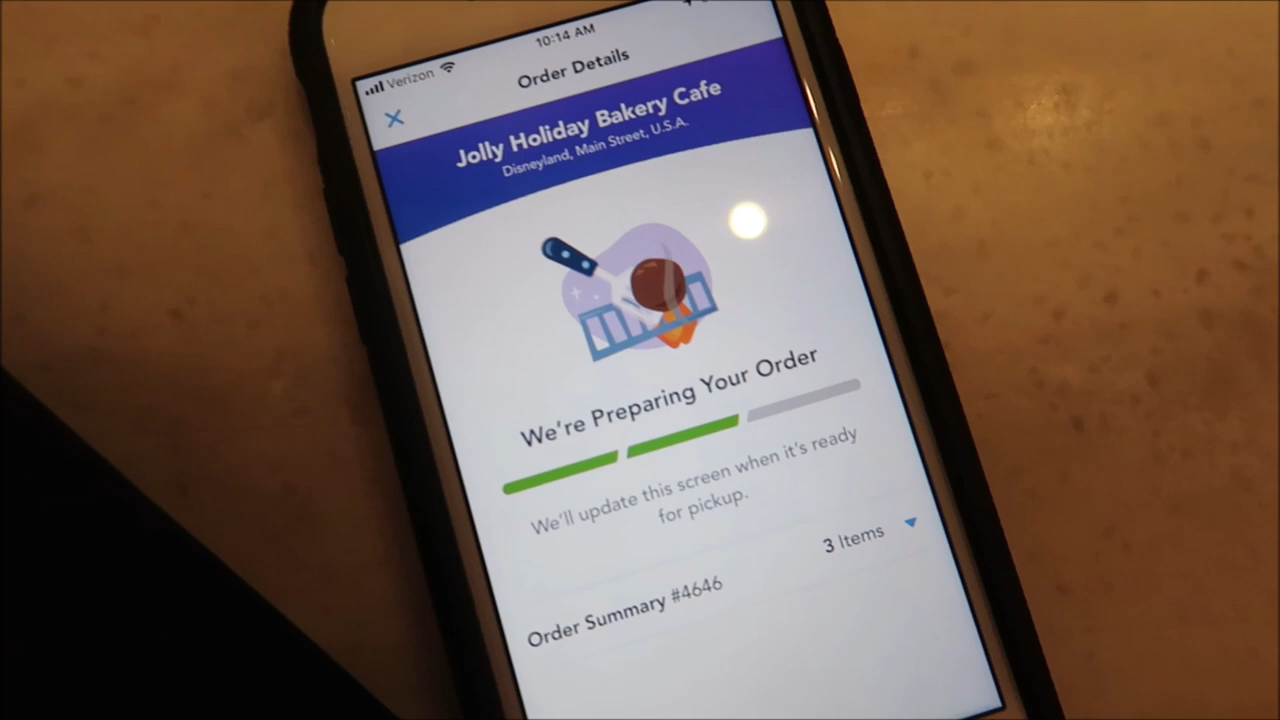 10:14 AM
Verizon
Order Details
Jolly Holiday Bakery Cafe
Disneyland, Main Street, U.S.A.
We're Preparing Your Order
We'll update this screen when it's ready
for pickup.
3 Items
Order Summary #4646